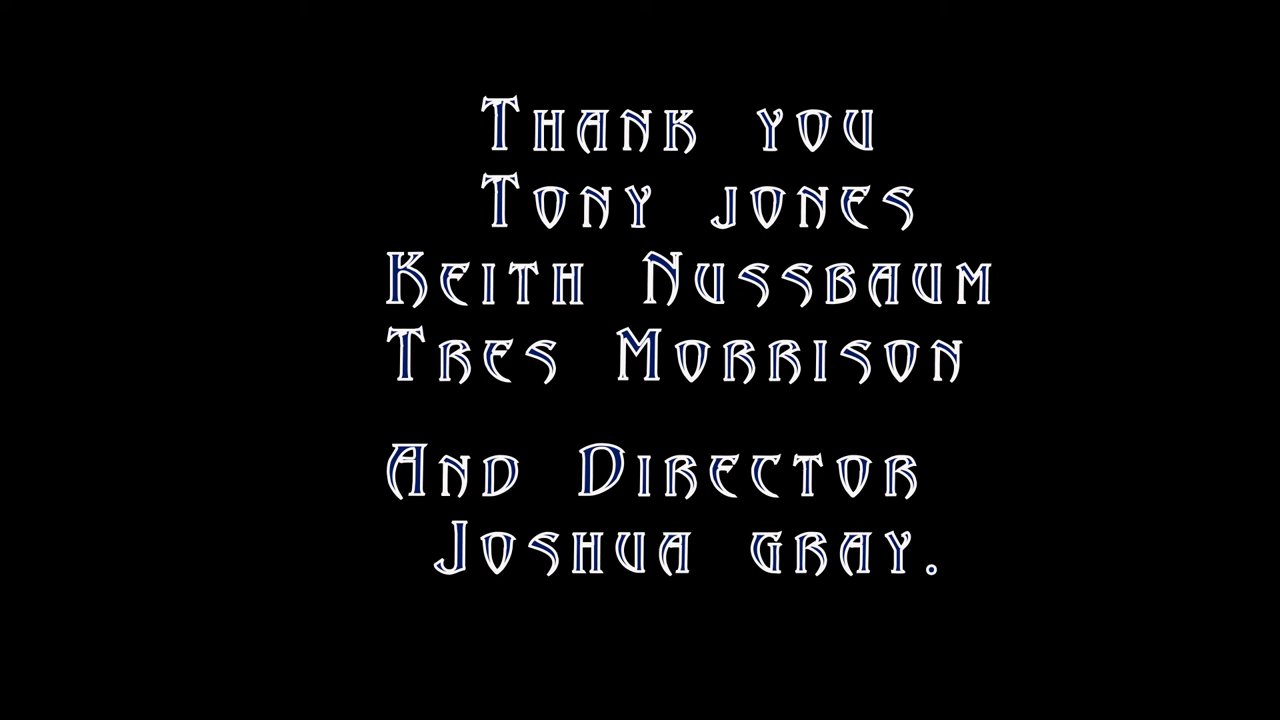 Thank you
Tony jones
Keith Nussbaum
Tres Morrison
And Director
Joshua gray.